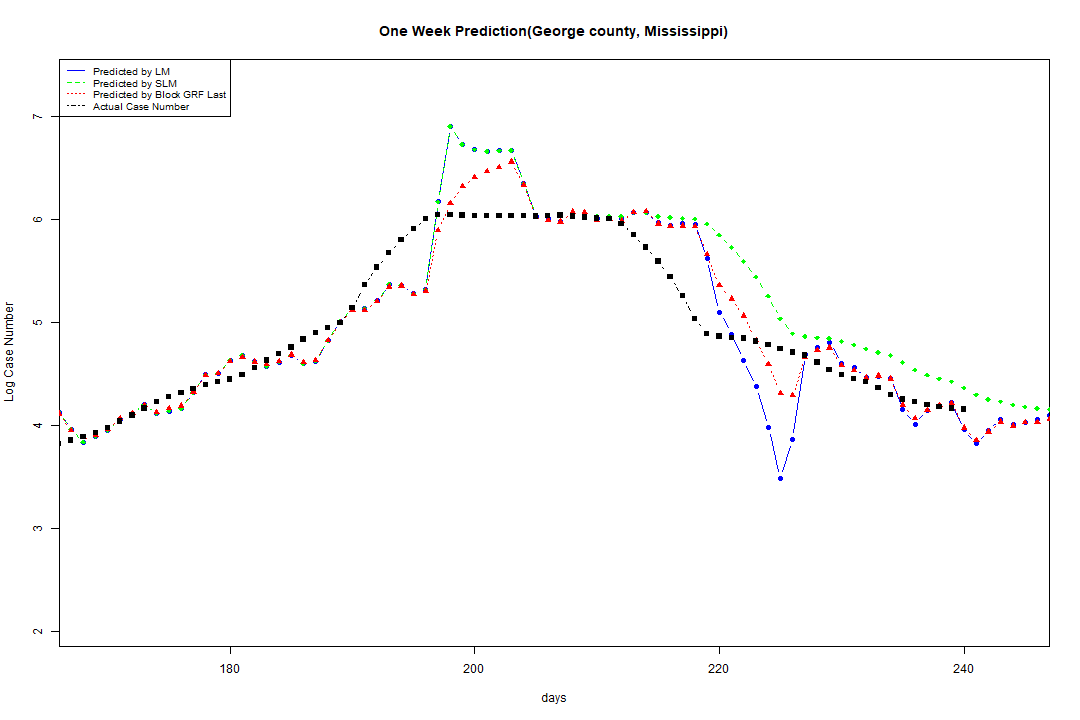 One Week Prediction(George county, Mississippi)
Predicted by LM
Predicted by SLM
Predicted by Block GRF Last
Actual Case Number
7
6
5
4
3
2
Log Case Number
180 200 220 240
days